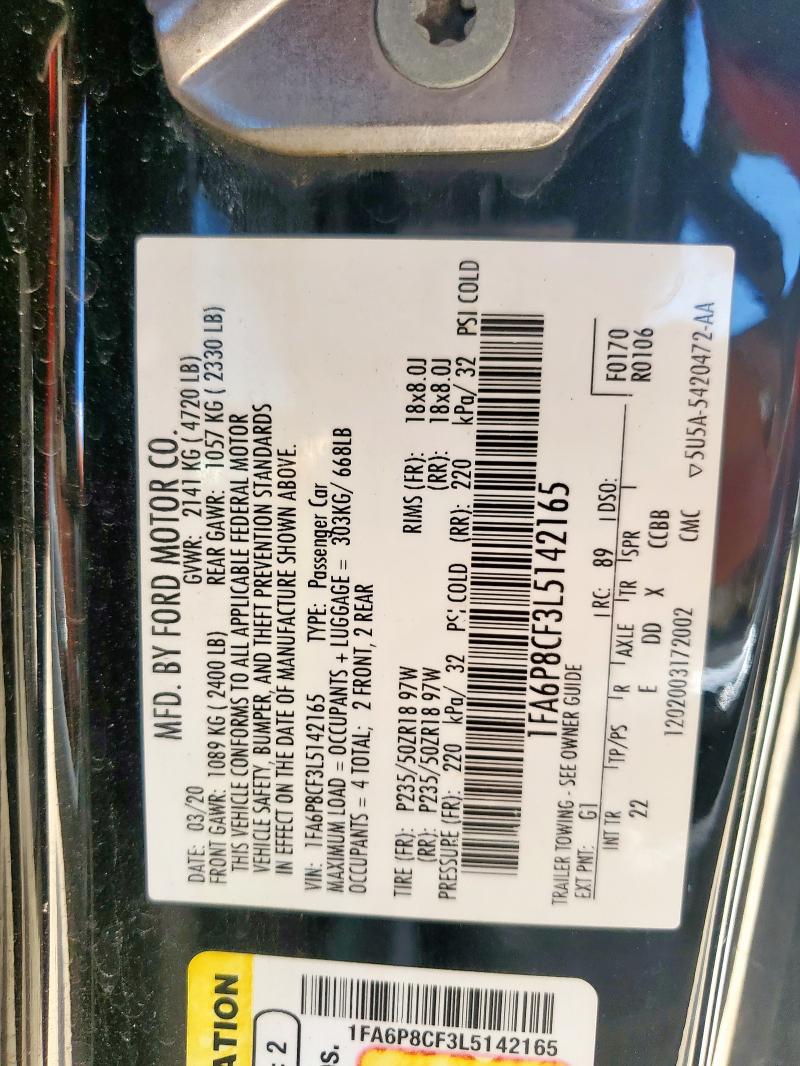 MFD. BY FORD MOTOR CO.
DATE: 03/20 GVWR: 2141 KG ( 4720 LB)
FRONT GAWR: 1089 KG ( 2400 LB) REAR GAWR: 1057 KG ( 2330 LB)
THIS VEHICLE CONFORMS TO ALL APPLICABLE FEDERAL MOTOR
VEHICLE SAFETY, BUMPER, AND THEFT PREVENTION STANDARDS
IN EFFECT ON THE DATE OF MANUFACTURE SHOWN ABOVE.
VIN: 1FA6P8CF3L5142165 TYPE: Passenger Car
MAXIMUM LOAD = OCCUPANTS + LUGGAGE = 303KG/ 668LB
OCCUPANTS = 4 TOTAL; 2 FRONT, 2 REAR
TIRE (FR): P235/50ZR18 97W RIMS (FR): 18x8.0J
(RR): P235/50ZR18 97W (RR): 18x8.0J
PRESSURE (FR): 220 kPa/ 32 PSI COLD (RR): 220 kPa/ 32 PSI COLD
1FA6P8CF3L5142165
TRAILER TOWING - SEE OWNER GUIDE
EXT PNT: G1 RC: 89 DSO: F0170
R0106
INT TR TP/PS R AXLE TR SPR
22 E DD X CCBB
1202003172002 CMC ▽5U5A-5420472-AA
ATION
: 2
os.
1FA6P8CF3L5142165